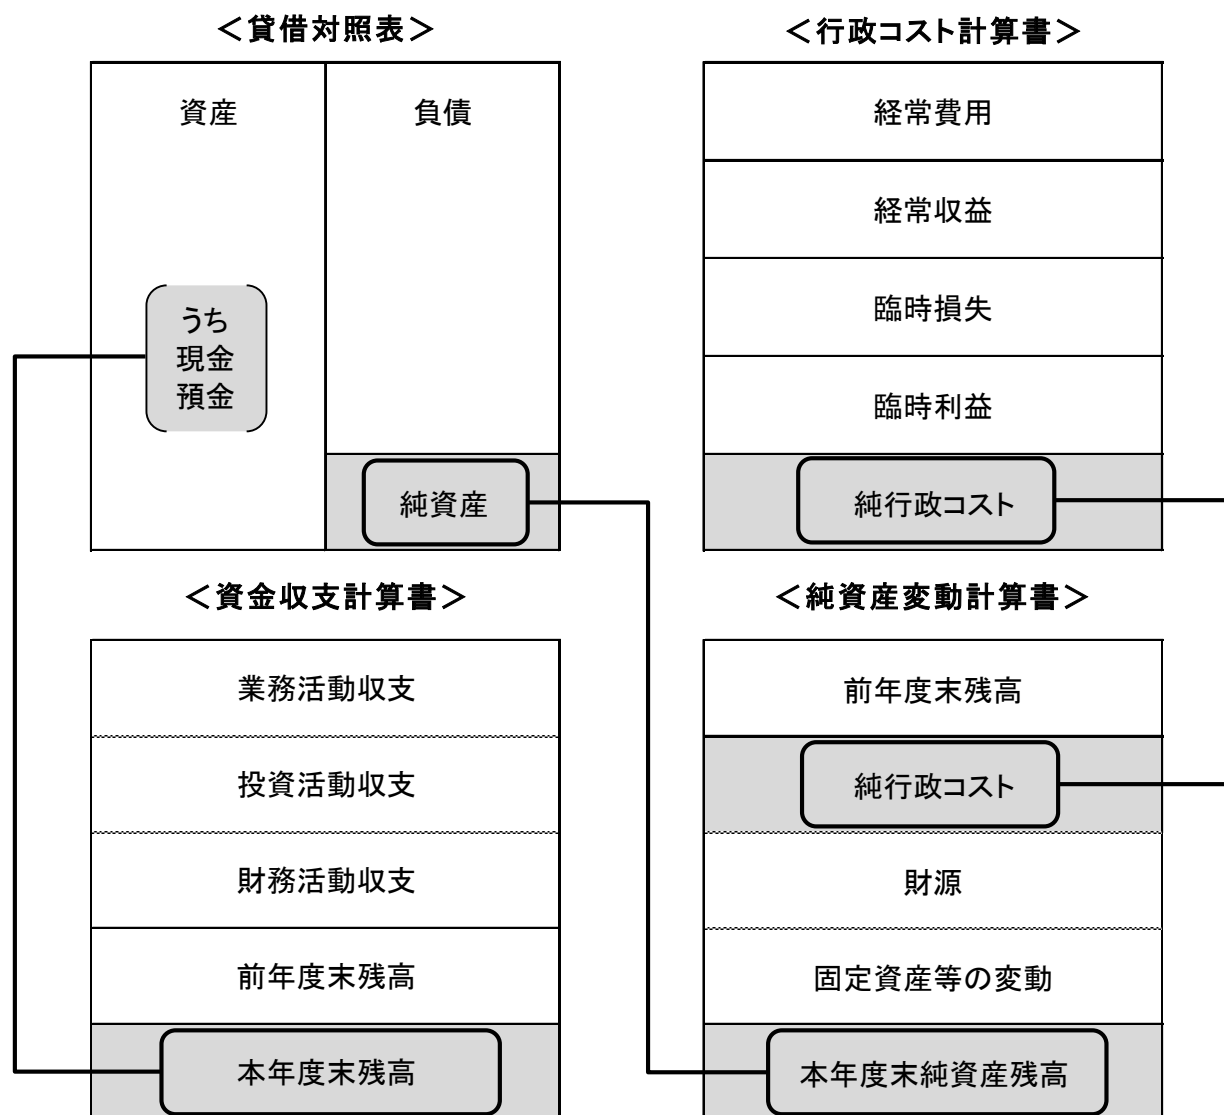 ＜貸借対照表＞
資産
負債
うち
現金
預金
純資産
＜行政コスト計算書＞
経常費用
経常収益
臨時損失
臨時利益
純行政コスト
＜資金収支計算書＞
業務活動収支
投資活動収支
財務活動収支
前年度末残高
本年度末残高
＜純資産変動計算書＞
前年度末残高
純行政コスト
財源
固定資産等の変動
本年度末純資産残高